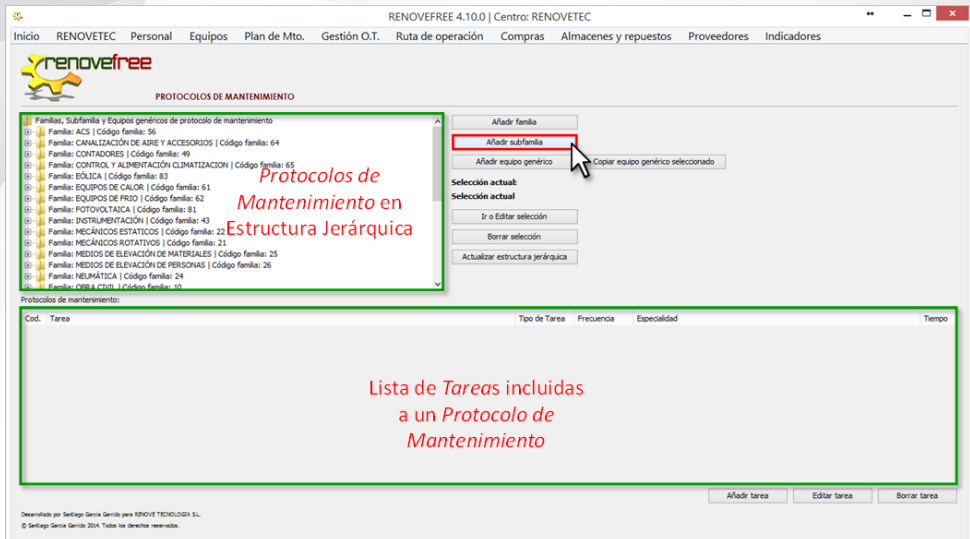 RENOVEFREE 4.10.0 | Centro: RENOVETEC
Inicio RENOVETEC Personal Equipos Plan de Mto. Gestión O.T. Ruta de operación Compras Almacenes y repuestos Proveedores Indicadores
renovefree
PROTOCOLOS DE MANTENIMIENTO
Familias, Subfamilia y Equipos genéricos de protocolo de mantenimiento
Familia: ACS | Código familia: 56
Familia: CANALIZACIÓN DE AIRE Y ACCESORIOS | Código familia: 64
Familia: CONTADORES | Código familia: 49
Familia: CONTROL Y ALIMENTACIÓN CLIMATIZACION | Código familia: 65
Familia: EÓLICA | Código familia: 83
Familia: EQUIPOS DE CALOR | Código familia: 61
Familia: EQUIPOS DE FRIO | Código familia: 62
Familia: FOTOVOLTAICA | Código familia: 81
Familia: INSTRUMENTACIÓN | Código familia: 43
Familia: MECÁNICOS ESTATICOS | Código familia: 22
Familia: MECÁNICOS ROTATIVOS | Código familia: 21
Familia: MEDIOS DE ELEVACIÓN DE MATERIALES | Código familia: 25
Familia: MEDIOS DE ELEVACIÓN DE PERSONAS | Código familia: 26
Familia: NEUMÁTICA | Código familia: 24
Familia: OBRA CIVIL | Código familia: 10
Protocolos de
Mantenimiento en
Estructura Jerárquica
Añadir familia
Añadir subfamilia
Añadir equipo genérico Copiar equipo genérico seleccionado
Selección actual:
Selección actual
Ir o Editar selección
Borrar selección
Actualizar estructura jerárquica
Protocolos de mantenimiento:
Cod. Tarea Tipo de Tarea Frecuencia Especialidad Tiempo
Lista de Tareas incluidas
a un Protocolo de
Mantenimiento
Añadir tarea Editar tarea Borrar tarea
Desarrollado por Santiago García Garrido para RENOVE TECNOLOGÍA S.L.
© Santiago García Garrido 2014. Todos los derechos reservados.